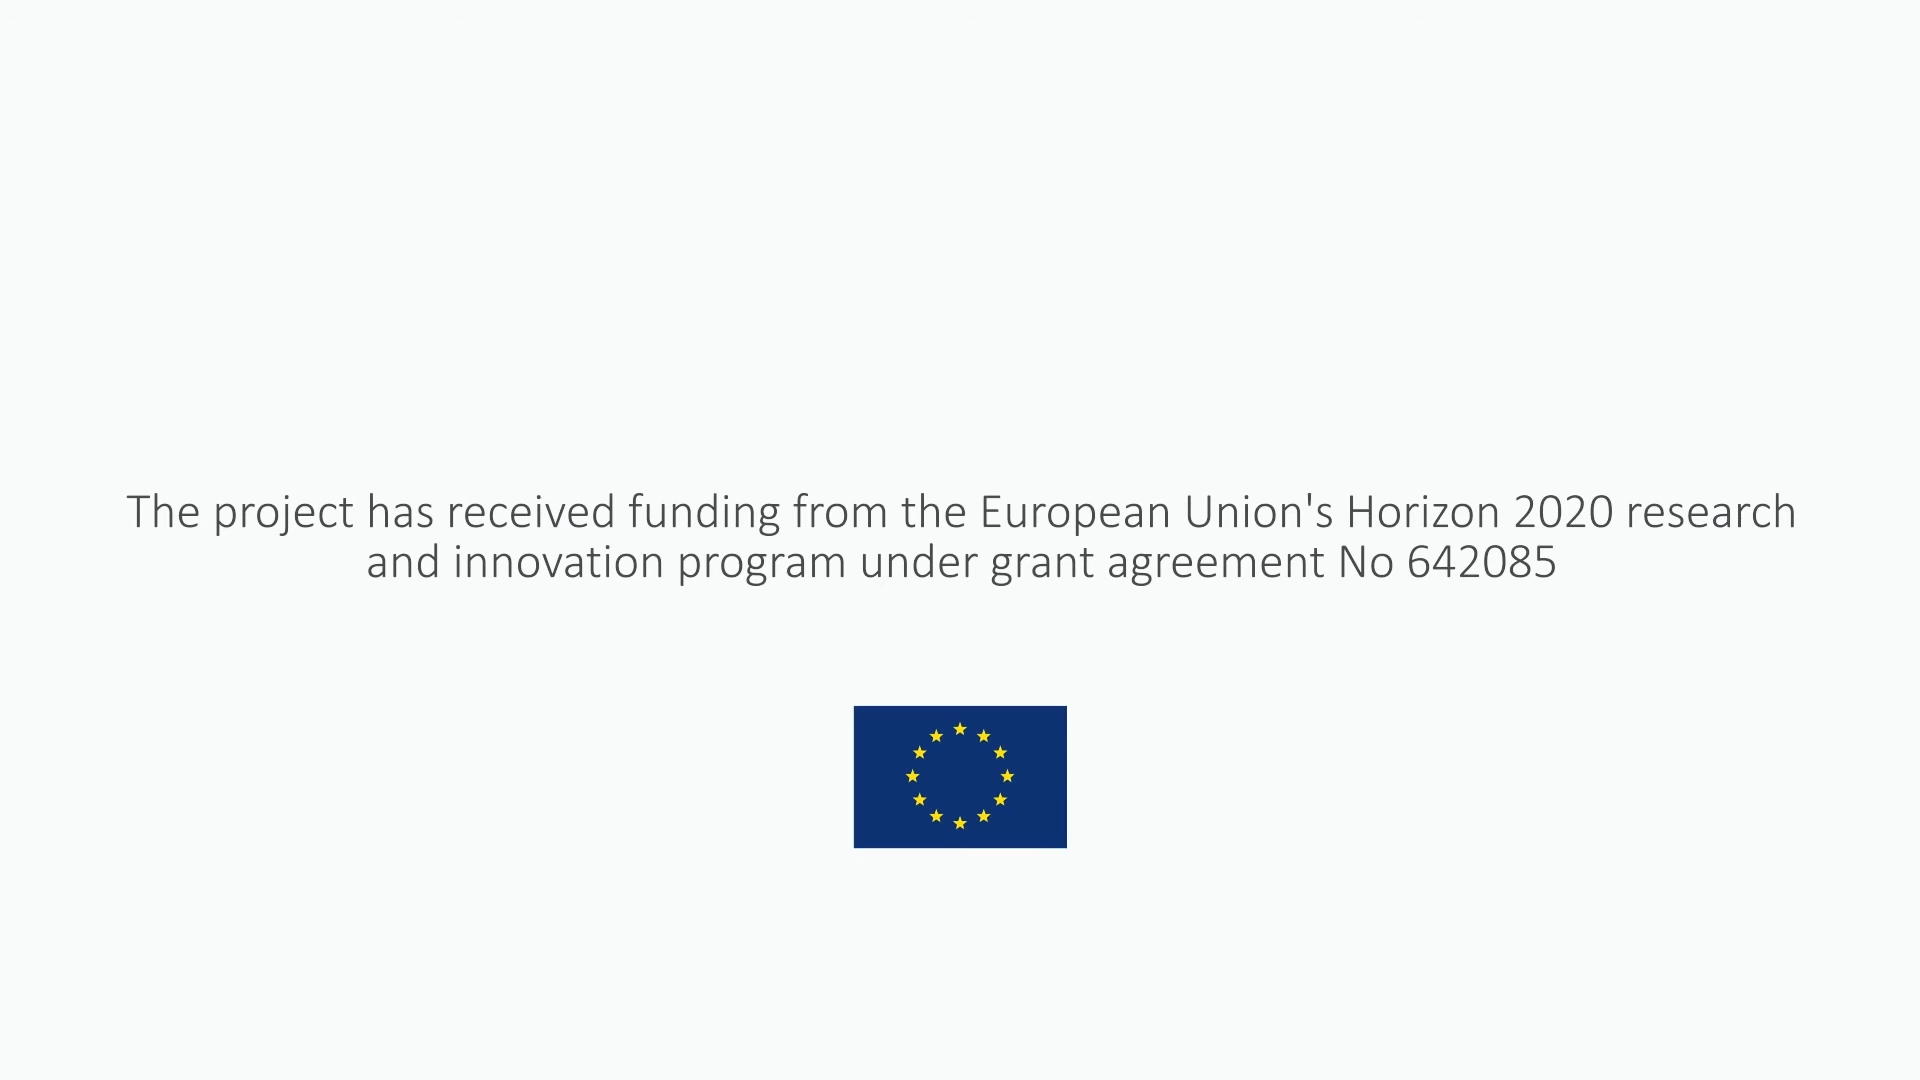 The project has received funding from the European Union's Horizon 2020 research
and innovation program under grant agreement No 642085